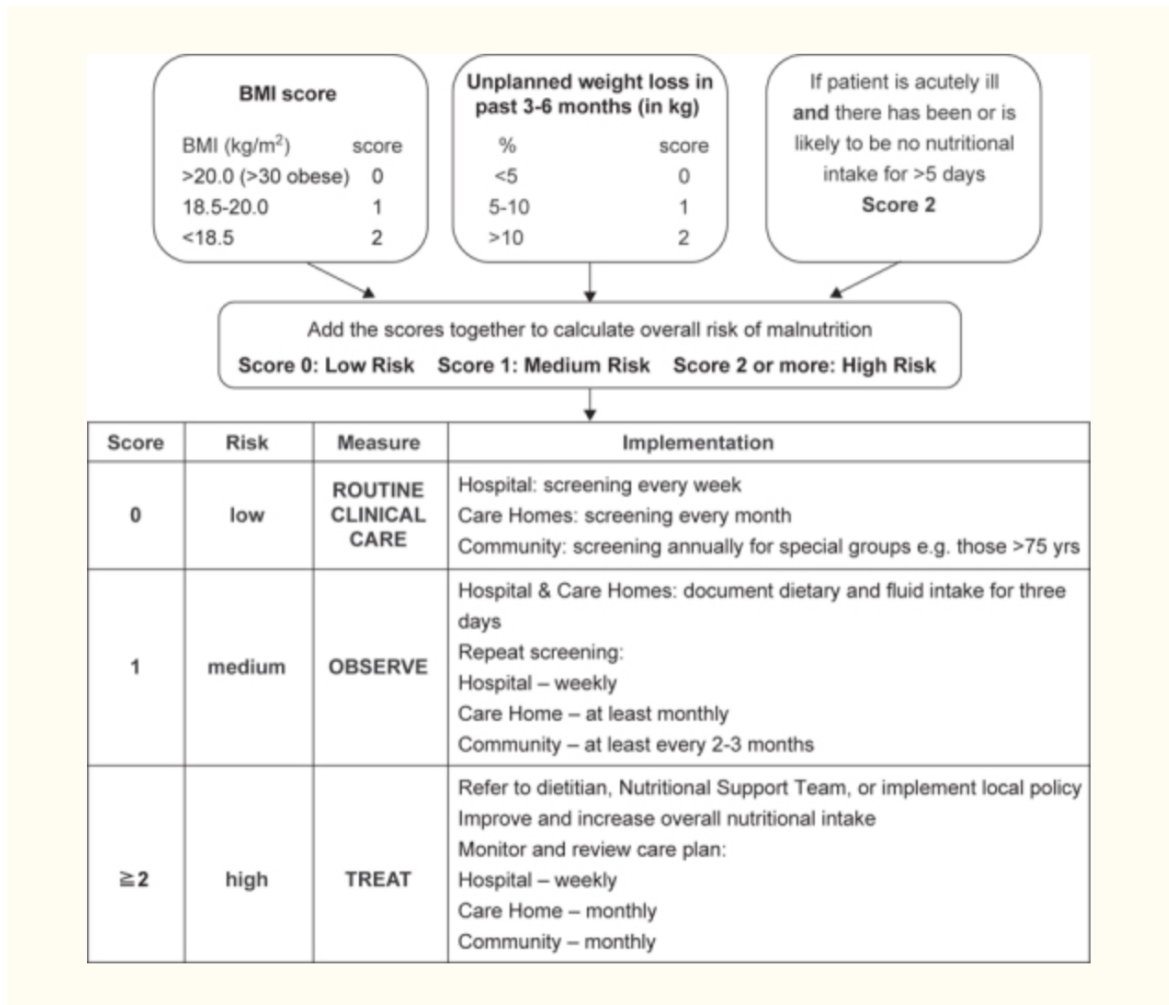 BMI score
BMI (kg/m²) score
>20.0 (>30 obese) 0
18.5-20.0 1
<18.5 2
Unplanned weight loss in
past 3-6 months (in kg)
% score
<5 0
5-10 1
>10 2
If patient is acutely ill
and there has been or is
likely to be no nutritional
intake for >5 days
Score 2
Add the scores together to calculate overall risk of malnutrition
Score 0: Low Risk Score 1: Medium Risk Score 2 or more: High Risk
Score Risk Measure Implementation
0 low ROUTINE
CLINICAL
CARE
Hospital: screening every week
Care Homes: screening every month
Community: screening annually for special groups e.g. those >75 yrs
1 medium OBSERVE
Hospital & Care Homes: document dietary and fluid intake for three
days
Repeat screening:
Hospital – weekly
Care Home – at least monthly
Community – at least every 2-3 months
≧2 high TREAT
Refer to dietitian, Nutritional Support Team, or implement local policy
Improve and increase overall nutritional intake
Monitor and review care plan:
Hospital – weekly
Care Home – monthly
Community – monthly